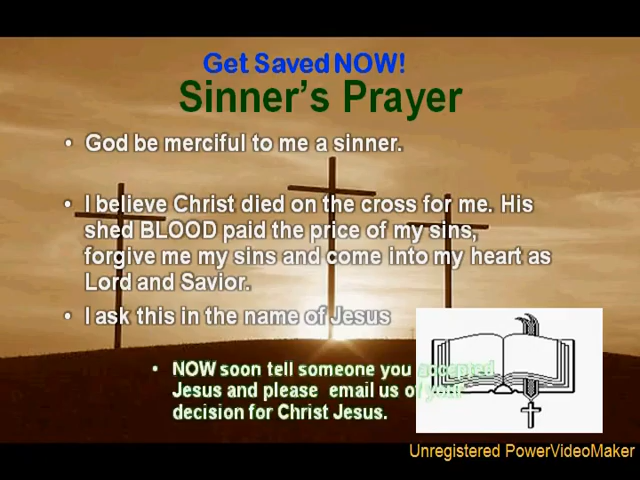 Get Saved NOW!
Sinner's Prayer
• God be merciful to me a sinner.
• I believe Christ died on the cross for me. His
shed BLOOD paid the price of my sins,
forgive me my sins and come into my heart as
Lord and Savior.
• I ask this in the name of Jesus
• NOW soon tell someone you accepted
Jesus and please email us of your
decision for Christ Jesus.
Unregistered PowerVideoMaker